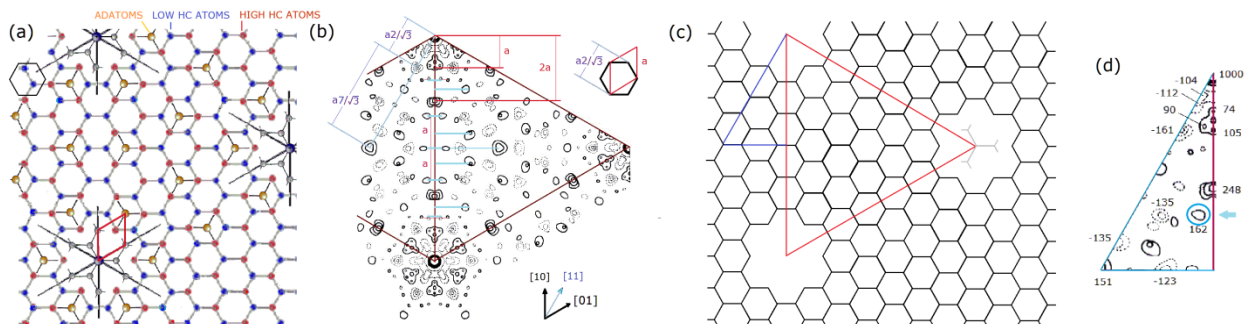 ADATOMS LOW HC ATOMS HIGH HC ATOMS
(a)
(b)
a2/√3
a
2a
a7/√3
a
a
a2/√3
a
[10]
[11]
[01]
(c)
(d)
1000
-104
-112
90
-161
74
105
248
-135
162
-135
151
-123